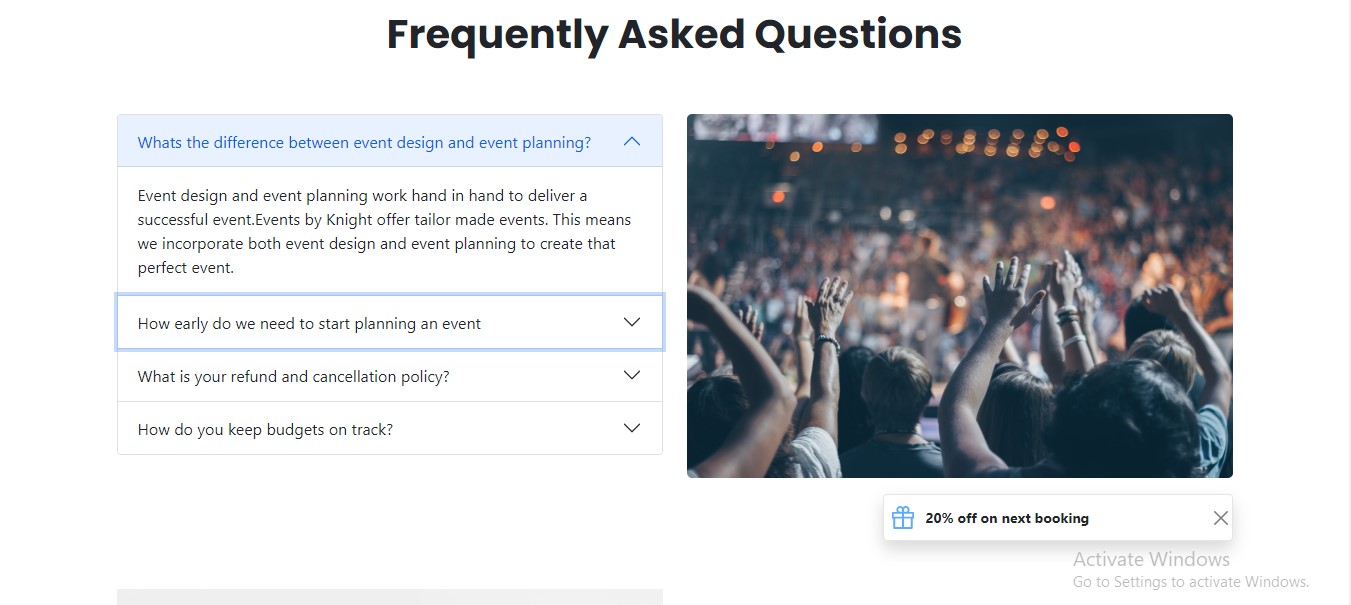 Frequently Asked Questions
Whats the difference between event design and event planning?
Event design and event planning work hand in hand to deliver a
successful event.Events by Knight offer tailor made events. This means
we incorporate both event design and event planning to create that
perfect event.
How early do we need to start planning an event
What is your refund and cancellation policy?
How do you keep budgets on track?
20% off on next booking
Activate Windows
Go to Settings to activate Windows.